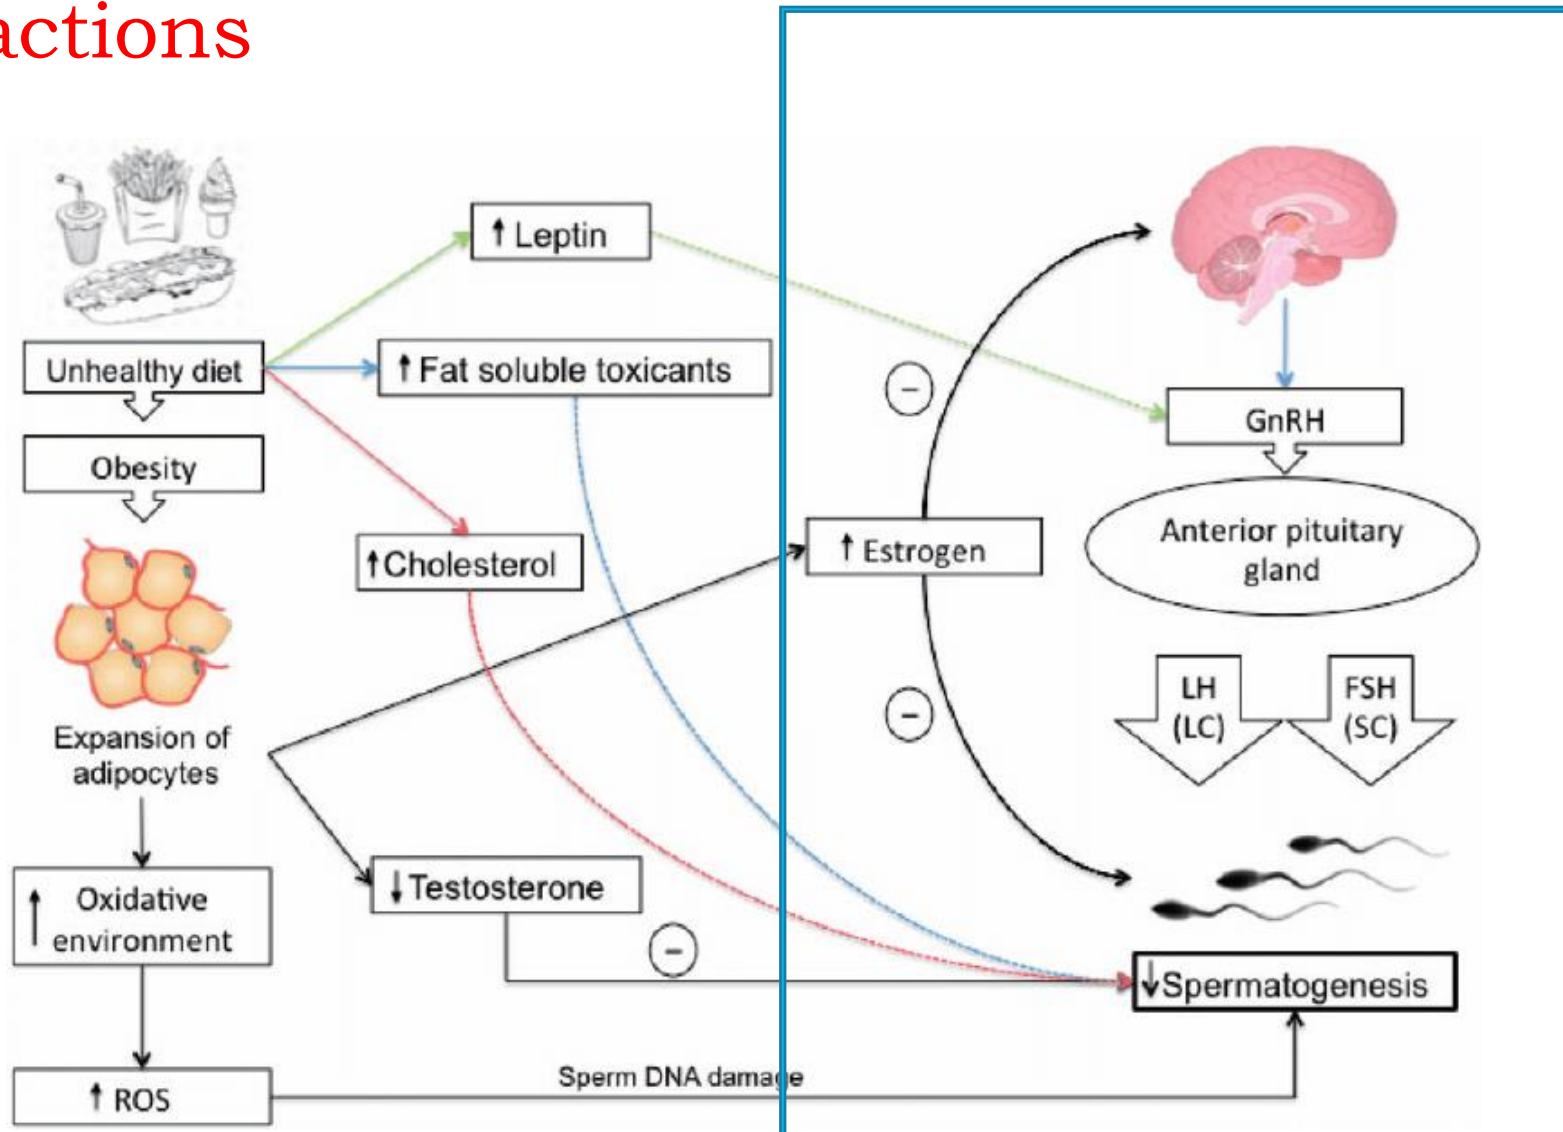 actions
↑ Leptin
Unhealthy diet
↑ Fat soluble toxicants
GnRH
Obesity
Anterior pituitary
gland
↑ Estrogen
↑ Cholesterol
−
−
LH
(LC)
FSH
(SC)
Expansion of
adipocytes
↓ Testosterone
↑ Oxidative
environment
−
↓ Spermatogenesis
Sperm DNA damage
↑ ROS